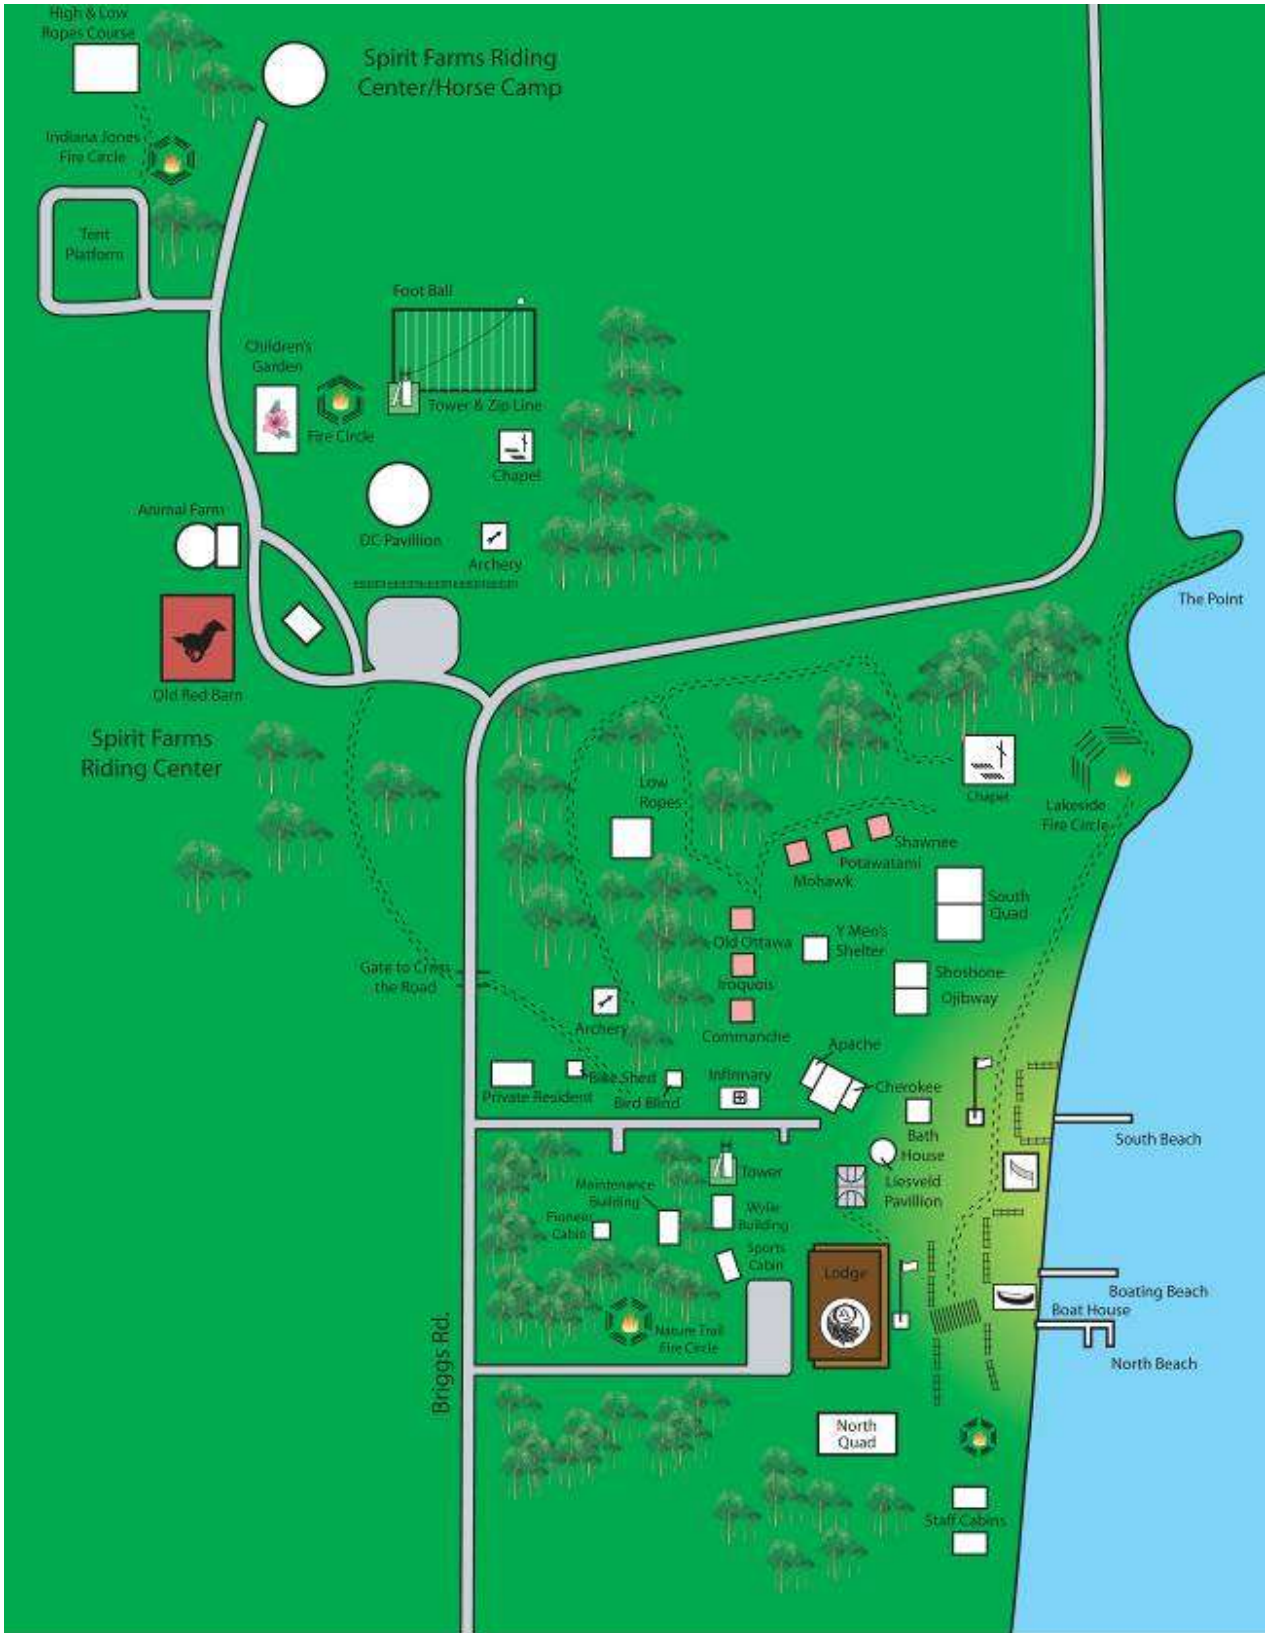 High & Low
Ropes Course
Spirit Farms Riding
Center/Horse Camp
Indiana Jones
Fire Circle
Tent
Platform
Foot Ball
Children's
Garden
Tower & Zip Line
Fire Circle
Chapel
Animal Farm
DC Pavillion
Archery
The Point
Old Red Barn
Spirit Farms
Riding Center
Low
Ropes
Chapel
Lakeside
Fire Circle
Shawnee
Potawatami
Mohawk
South
Quad
Old Ottawa
Y Men's
Shelter
Gate to Cross
the Road
Iroquois
Shosbone
Ojibway
Archery
Commanche
Apache
Private Resident
Bike Shed
Bird Blind
Infirmary
Cherokee
Bath
House
South Beach
Tower
Liesveld
Pavillion
Maintenance
Building
Pioneer
Cabin
Wylie
Building
Sports
Cabin
Lodge
Boating Beach
Boat House
Nature Trail
Fire Circle
North Beach
Briggs Rd.
North
Quad
Staff Cabins